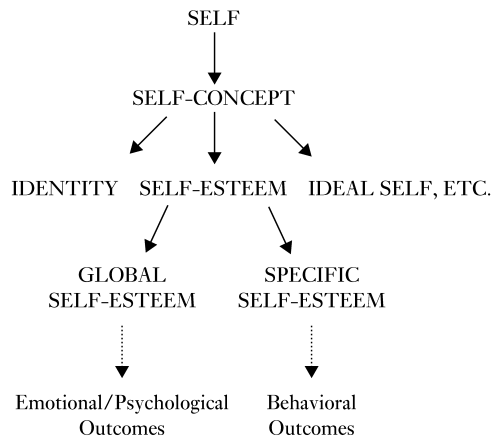 SELF
SELF-CONCEPT
IDENTITY SELF-ESTEEM IDEAL SELF, ETC.
GLOBAL
SELF-ESTEEM
SPECIFIC
SELF-ESTEEM
Emotional/Psychological
Outcomes
Behavioral
Outcomes